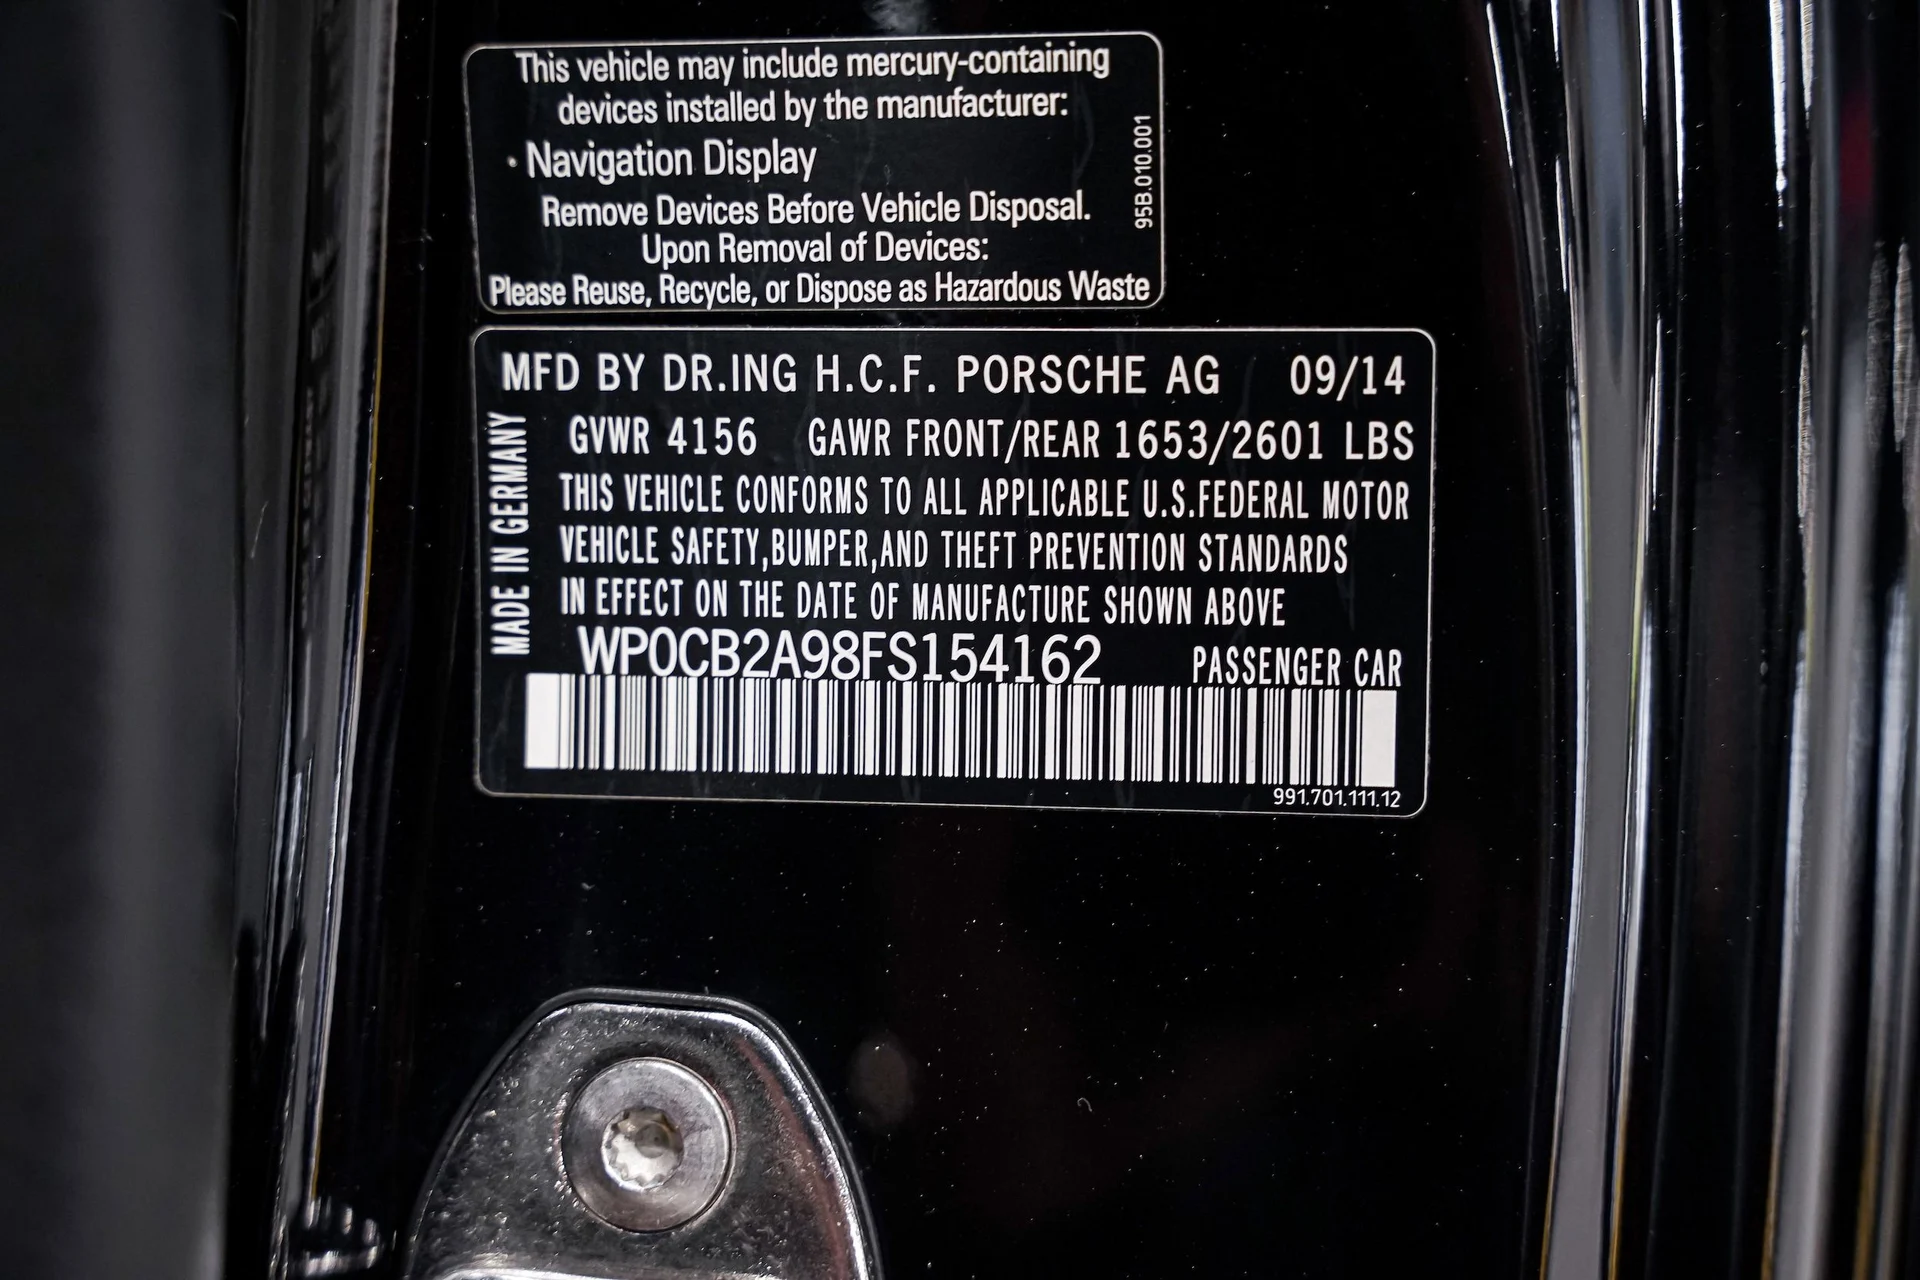 This vehicle may include mercury-containing
devices installed by the manufacturer:
· Navigation Display
Remove Devices Before Vehicle Disposal.
Upon Removal of Devices:
Please Reuse, Recycle, or Dispose as Hazardous Waste
95B.010.001
MFD BY DR.ING H.C.F. PORSCHE AG 09/14
GVWR 4156 GAWR FRONT/REAR 1653/2601 LBS
THIS VEHICLE CONFORMS TO ALL APPLICABLE U.S.FEDERAL MOTOR
VEHICLE SAFETY,BUMPER,AND THEFT PREVENTION STANDARDS
IN EFFECT ON THE DATE OF MANUFACTURE SHOWN ABOVE
MADE IN GERMANY
WP0CB2A98FS154162 PASSENGER CAR
991.701.111.12